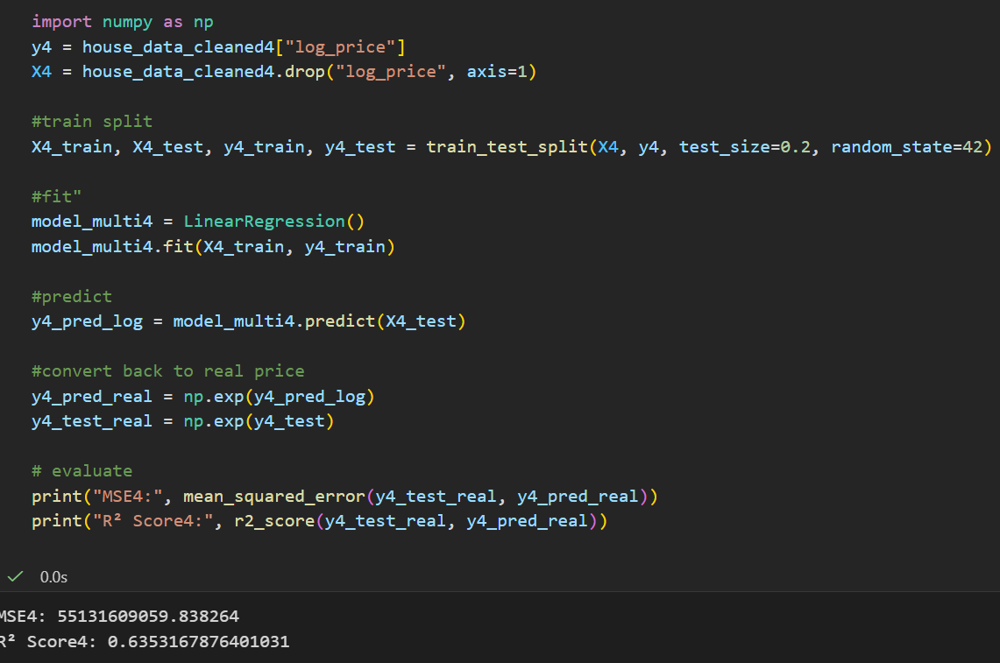 import numpy as np
y4 = house_data_cleaned4["log_price"]
X4 = house_data_cleaned4.drop("log_price", axis=1)
#train split
X4_train, X4_test, y4_train, y4_test = train_test_split(X4, y4, test_size=0.2, random_state=42)
#fit"
model_multi4 = LinearRegression()
model_multi4.fit(X4_train, y4_train)
#predict
y4_pred_log = model_multi4.predict(X4_test)
#convert back to real price
y4_pred_real = np.exp(y4_pred_log)
y4_test_real = np.exp(y4_test)
# evaluate
print("MSE4:", mean_squared_error(y4_test_real, y4_pred_real))
print("R² Score4:", r2_score(y4_test_real, y4_pred_real))
0.0s
MSE4: 55131609059.838264
R² Score4: 0.6353167876401031